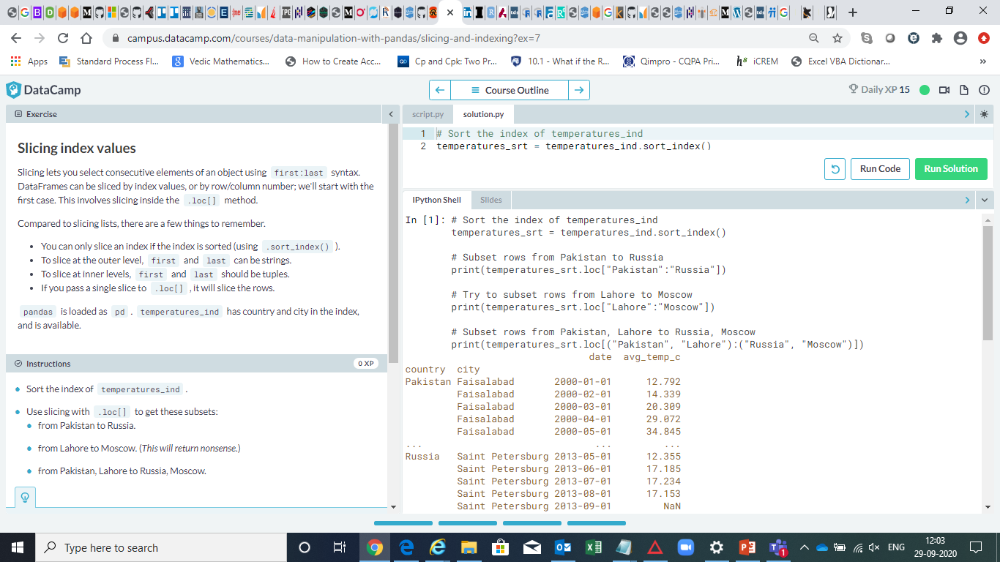 campus.datacamp.com/courses/data-manipulation-with-pandas/slicing-and-indexing?ex=7
Apps
Standard Process Fl...
Vedic Mathematics...
How to Create Acc...
Cp and Cpk: Two Pr...
10.1 - What if the R...
Qimpro - CQPA Pri...
iCREM
Excel VBA Dictionar...
DataCamp
Course Outline
Daily XP 15
Exercise
Slicing index values
Slicing lets you select consecutive elements of an object using first:last syntax.
DataFrames can be sliced by index values, or by row/column number; we'll start with the
first case. This involves slicing inside the .loc[] method.
Compared to slicing lists, there are a few things to remember.
• You can only slice an index if the index is sorted (using .sort_index() ).
• To slice at the outer level, first and last can be strings.
• To slice at inner levels, first and last should be tuples.
• If you pass a single slice to .loc[] , it will slice the rows.
pandas is loaded as pd . temperatures_ind has country and city in the index,
and is available.
Instructions
0 XP
• Sort the index of temperatures_ind .
• Use slicing with .loc[] to get these subsets:
• from Pakistan to Russia.
• from Lahore to Moscow. (This will return nonsense.)
• from Pakistan, Lahore to Russia, Moscow.
script.py
solution.py
1 # Sort the index of temperatures_ind
2 temperatures_srt = temperatures_ind.sort_index()
Run Code
Run Solution
IPython Shell
Slides
In [1]: # Sort the index of temperatures_ind
temperatures_srt = temperatures_ind.sort_index()
# Subset rows from Pakistan to Russia
print(temperatures_srt.loc["Pakistan":"Russia"])
# Try to subset rows from Lahore to Moscow
print(temperatures_srt.loc["Lahore":"Moscow"])
# Subset rows from Pakistan, Lahore to Russia, Moscow
print(temperatures_srt.loc[("Pakistan", "Lahore"):("Russia", "Moscow")])
date avg_temp_c
country city
Pakistan Faisalabad 2000-01-01 12.792
Faisalabad 2000-02-01 14.339
Faisalabad 2000-03-01 20.309
Faisalabad 2000-04-01 29.072
Faisalabad 2000-05-01 34.845
... ... ...
Russia Saint Petersburg 2013-05-01 12.355
Saint Petersburg 2013-06-01 17.185
Saint Petersburg 2013-07-01 17.234
Saint Petersburg 2013-08-01 17.153
Saint Petersburg 2013-09-01 NaN
Type here to search
ENG
12:03
29-09-2020